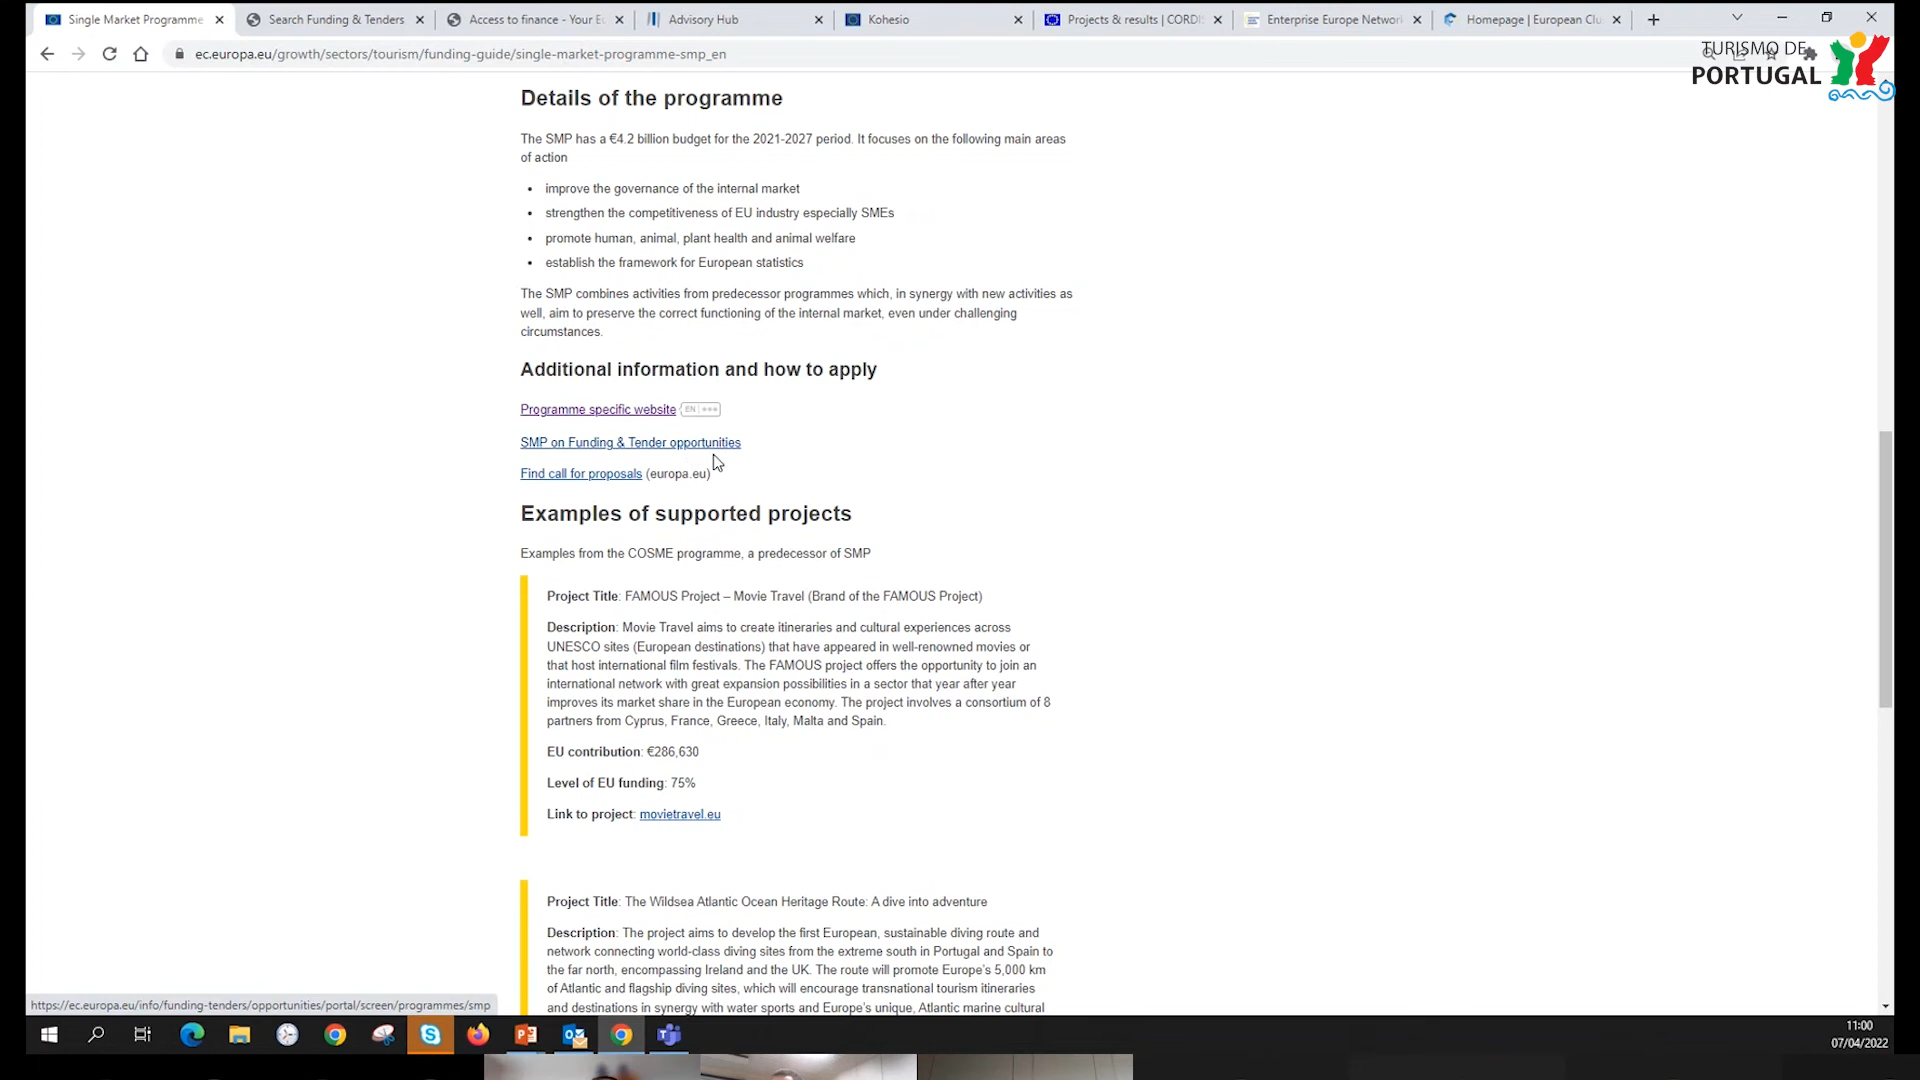 Single Market Programme
Search Funding & Tenders
Access to finance - Your E
Advisory Hub
Kohesio
Projects & results | CORDI
Enterprise Europe Network
Homepage | European Clu
ec.europa.eu/growth/sectors/tourism/funding-guide/single-market-programme-smp_en
TURISMO DE
PORTUGAL
Details of the programme
The SMP has a €4.2 billion budget for the 2021-2027 period. It focuses on the following main areas
of action
• improve the governance of the internal market
• strengthen the competitiveness of EU industry especially SMEs
• promote human, animal, plant health and animal welfare
• establish the framework for European statistics
The SMP combines activities from predecessor programmes which, in synergy with new activities as
well, aim to preserve the correct functioning of the internal market, even under challenging
circumstances.
Additional information and how to apply
Programme specific website EN
SMP on Funding & Tender opportunities
Find call for proposals (europa.eu)
Examples of supported projects
Examples from the COSME programme, a predecessor of SMP
Project Title: FAMOUS Project – Movie Travel (Brand of the FAMOUS Project)
Description: Movie Travel aims to create itineraries and cultural experiences across
UNESCO sites (European destinations) that have appeared in well-renowned movies or
that host international film festivals. The FAMOUS project offers the opportunity to join an
international network with great expansion possibilities in a sector that year after year
improves its market share in the European economy. The project involves a consortium of 8
partners from Cyprus, France, Greece, Italy, Malta and Spain.
EU contribution: €286,630
Level of EU funding: 75%
Link to project: movietravel.eu
Project Title: The Wildsea Atlantic Ocean Heritage Route: A dive into adventure
Description: The project aims to develop the first European, sustainable diving route and
network connecting world-class diving sites from the extreme south in Portugal and Spain to
the far north, encompassing Ireland and the UK. The route will promote Europe's 5,000 km
of Atlantic and flagship diving sites, which will encourage transnational tourism itineraries
and destinations in synergy with water sports and Europe's unique, Atlantic marine cultural
https://ec.europa.eu/info/funding-tenders/opportunities/portal/screen/programmes/smp
11:00
07/04/2022